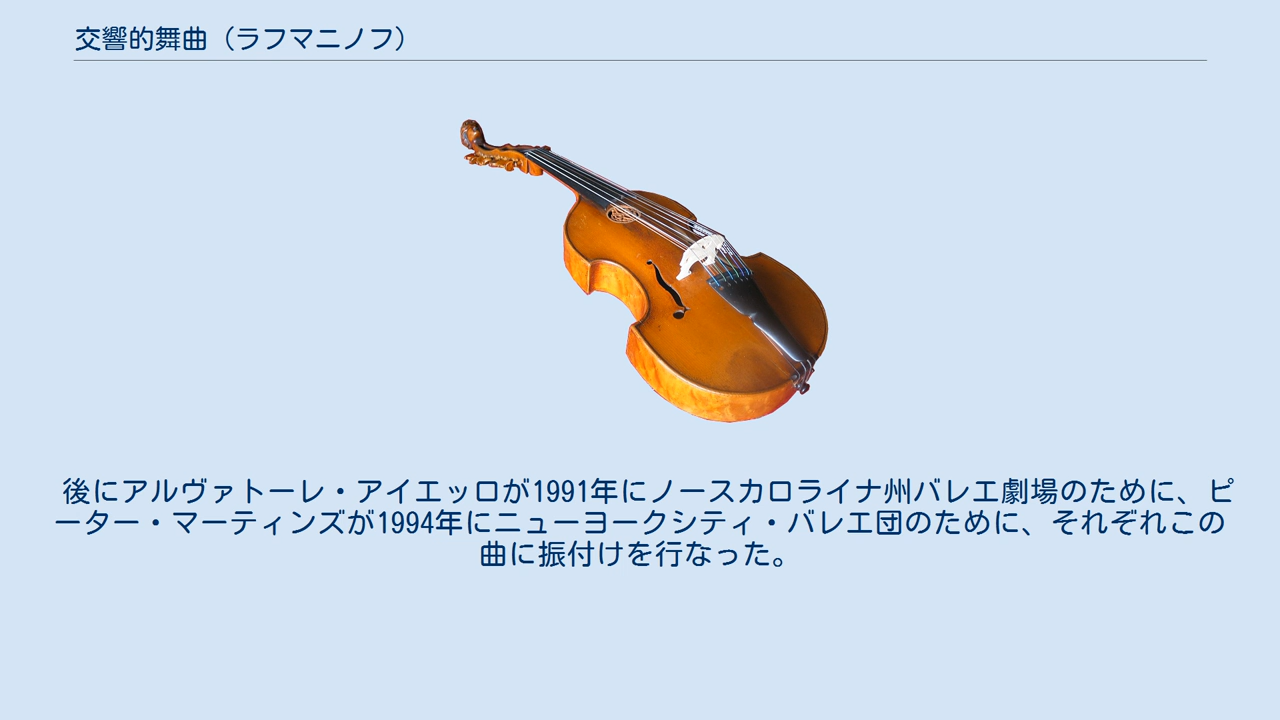 交響的舞曲（ラフマニノフ）
後にアルヴァトーレ・アイエッロが1991年にノースカロライナ州バレエ劇場のために、ピ
ーター・マーティンズが1994年にニューヨークシティ・バレエ団のために、それぞれこの
曲に振付けを行なった。